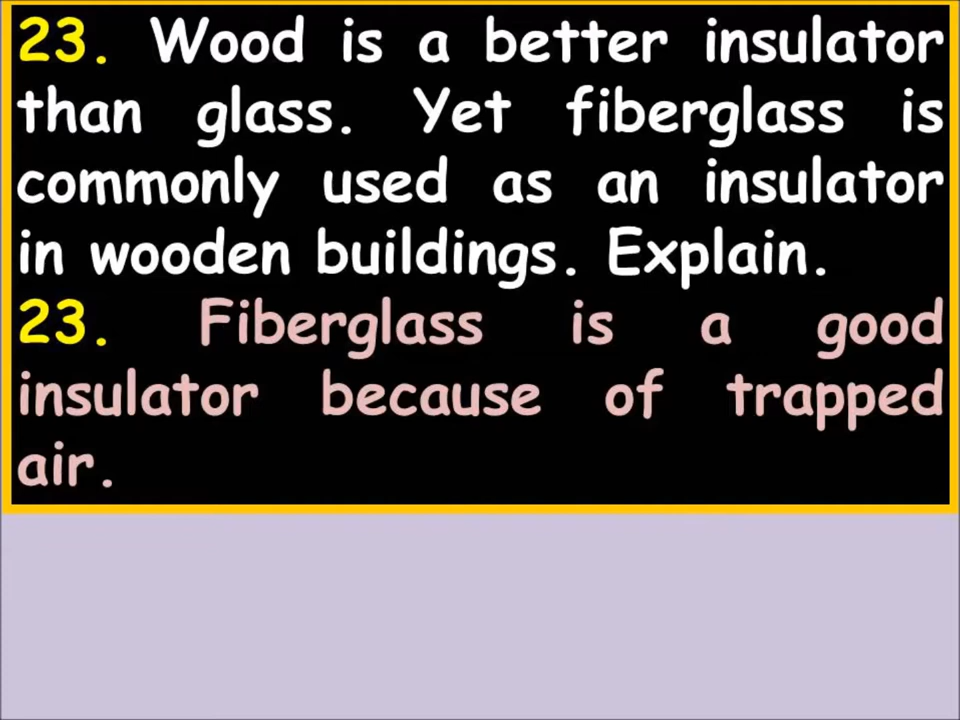 23. Wood is a better insulator
than glass. Yet fiberglass is
commonly used as an insulator
in wooden buildings. Explain.
23. Fiberglass is a good
insulator because of trapped
air.